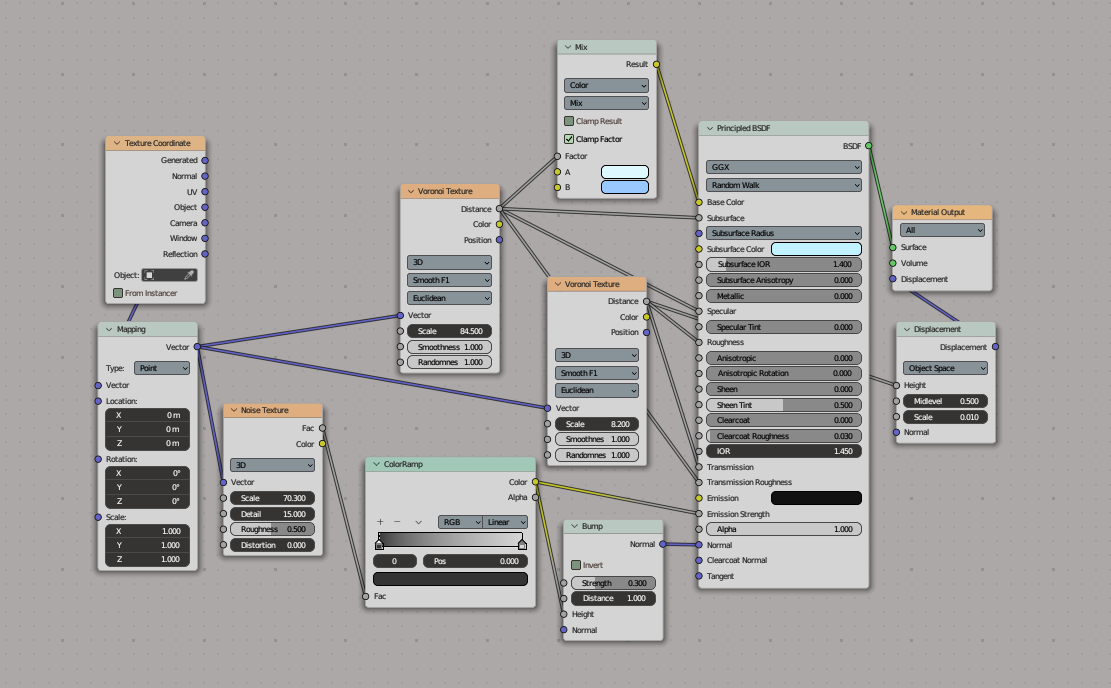 Mix
Result
Color
Mix
Clamp Result
Clamp Factor
Factor
A
B
Texture Coordinate
Generated
Normal
UV
Object
Camera
Window
Reflection
Object:
From Instancer
Mapping
Vector
Type: Point
Vector
Location:
X 0 m
Y 0 m
Z 0 m
Rotation:
X 0°
Y 0°
Z 0°
Scale:
X 1.000
Y 1.000
Z 1.000
Noise Texture
Fac
Color
3D
Vector
Scale 70.300
Detail 15.000
Roughness 0.500
Distortion 0.000
Voronoi Texture
Distance
Color
Position
3D
Smooth F1
Euclidean
Vector
Scale 84.500
Smoothness 1.000
Randomnes 1.000
Voronoi Texture
Distance
Color
Position
3D
Smooth F1
Euclidean
Vector
Scale 8.200
Smoothnes 1.000
Randomnes 1.000
ColorRamp
Color
Alpha
+ −
RGB Linear
0 Pos 0.000
Fac
Bump
Normal
Invert
Strength 0.300
Distance 1.000
Height
Normal
Principled BSDF
BSDF
GGX
Random Walk
Base Color
Subsurface
Subsurface Radius
Subsurface Color
Subsurface IOR 1.400
Subsurface Anisotropy 0.000
Metallic 0.000
Specular
Specular Tint 0.000
Roughness
Anisotropic 0.000
Anisotropic Rotation 0.000
Sheen 0.000
Sheen Tint 0.500
Clearcoat 0.000
Clearcoat Roughness 0.030
IOR 1.450
Transmission
Transmission Roughness
Emission
Emission Strength
Alpha 1.000
Normal
Clearcoat Normal
Tangent
Material Output
All
Surface
Volume
Displacement
Displacement
Displacement
Object Space
Height
Midlevel 0.500
Scale 0.010
Normal